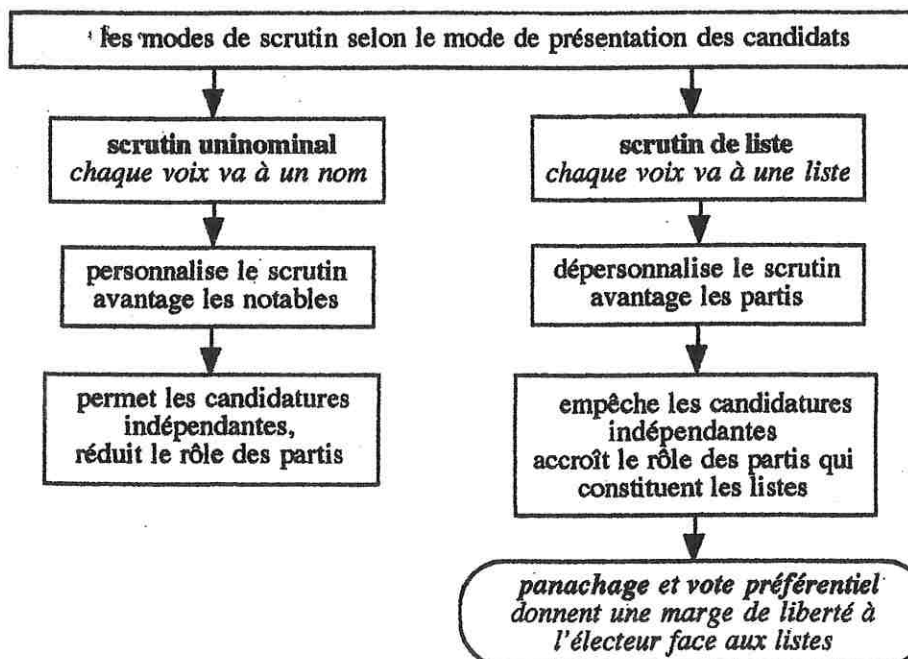 les modes de scrutin selon le mode de présentation des candidats
scrutin uninominal
chaque voix va à un nom
personnalise le scrutin
avantage les notables
permet les candidatures
indépendantes,
réduit le rôle des partis
scrutin de liste
chaque voix va à une liste
dépersonnalise le scrutin
avantage les partis
empêche les candidatures
indépendantes
accroît le rôle des partis qui
constituent les listes
panachage et vote préférentiel
donnent une marge de liberté à
l'électeur face aux listes